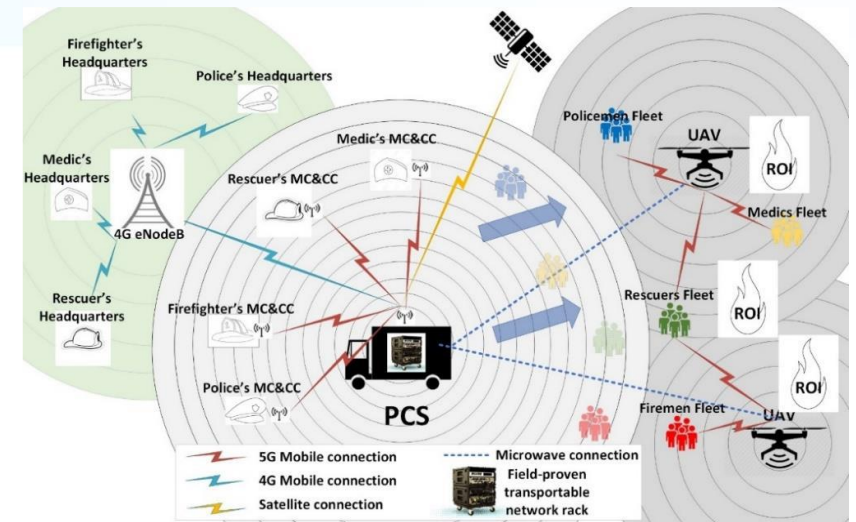 Firefighter's
Headquarters
Police's Headquarters
Medic's
Headquarters
4G eNodeB
Rescuer's
Headquarters
Medic's MC&CC
Rescuer's MC&CC
Firefighter's MC&CC
Police's MC&CC
PCS
Policemen Fleet
UAV
ROI
Medics Fleet
Rescuers Fleet
ROI
ROI
Firemen Fleet
UAV
5G Mobile connection
4G Mobile connection
Satellite connection
Microwave connection
Field-proven
transportable
network rack